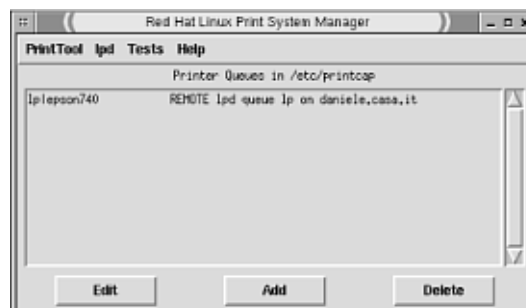 Red Hat Linux Print System Manager
PrintTool lpd Tests Help
Printer Queues in /etc/printcap
lplepson740 REMOTE lpd queue lp on daniele.casa.it
Edit Add Delete